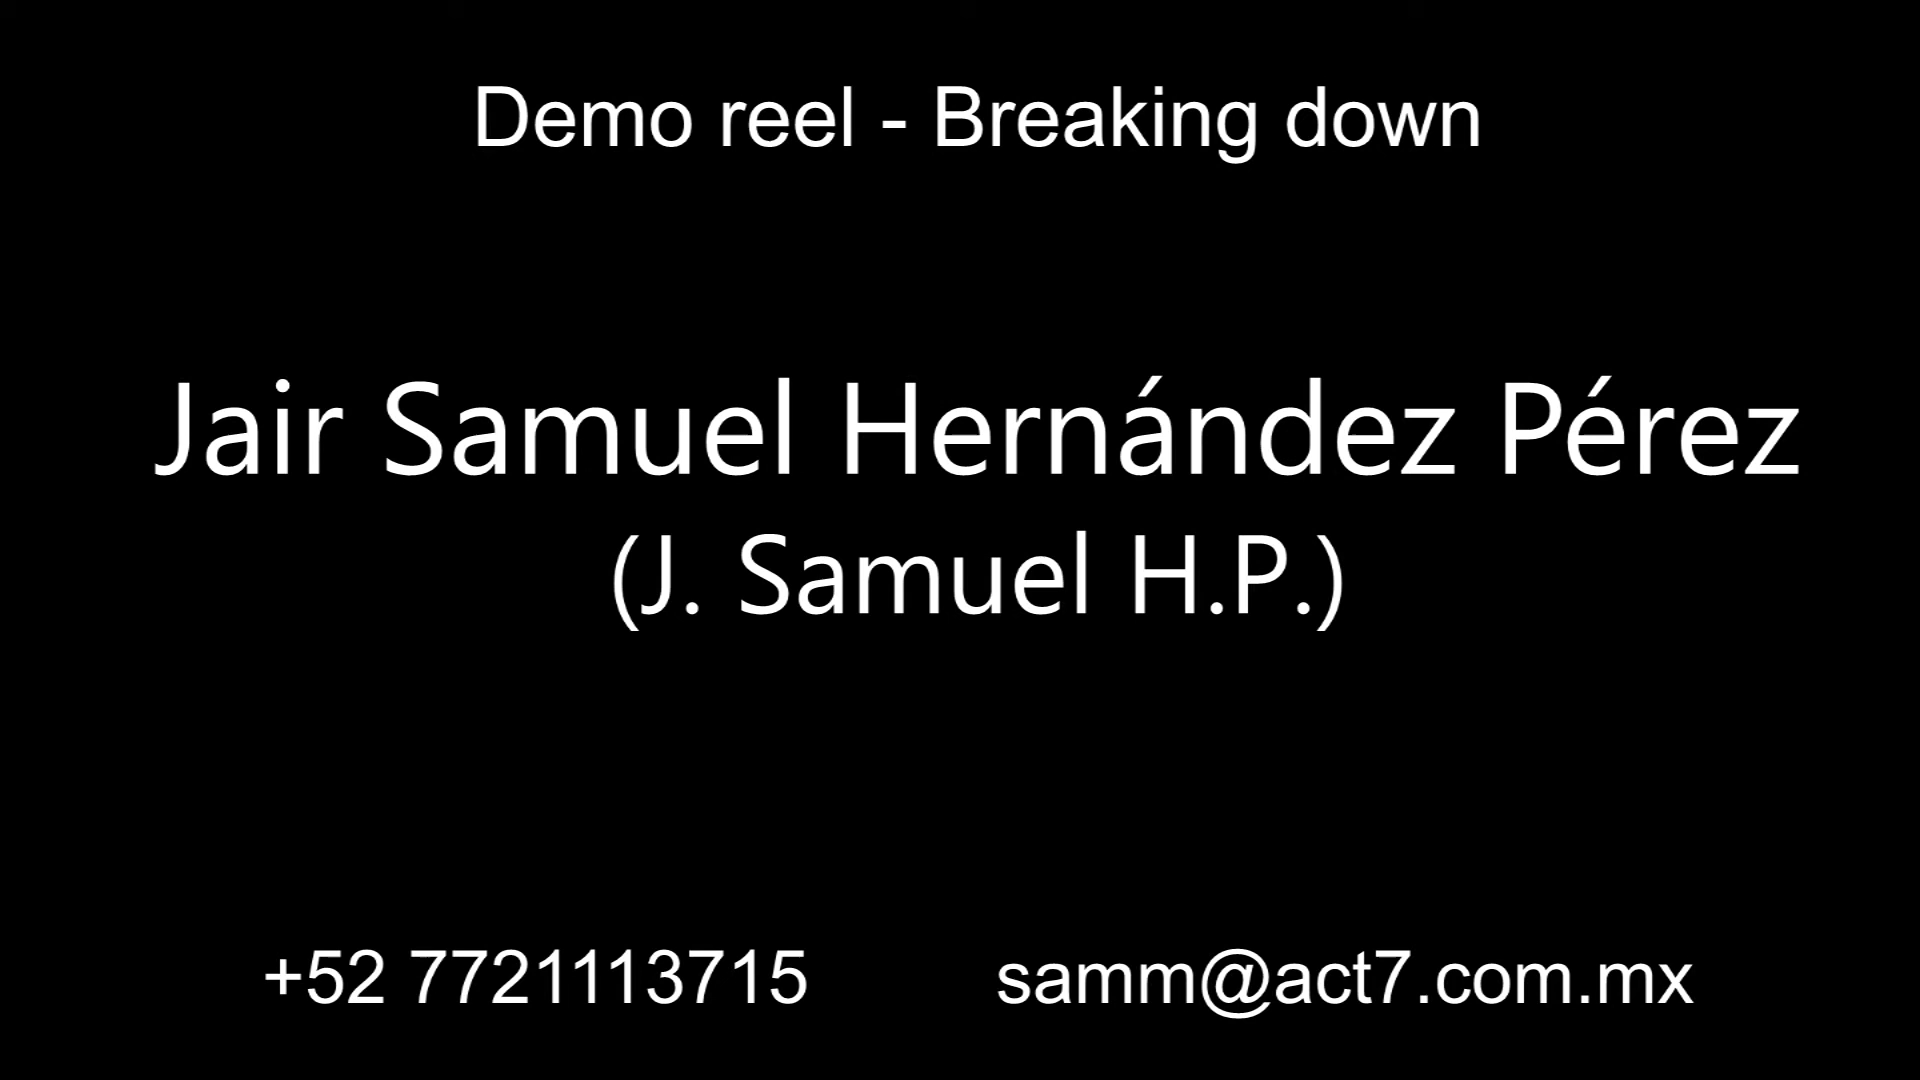 Demo reel - Breaking down
Jair Samuel Hernández Pérez
(J. Samuel H.P.)
+52 7721113715
samm@act7.com.mx